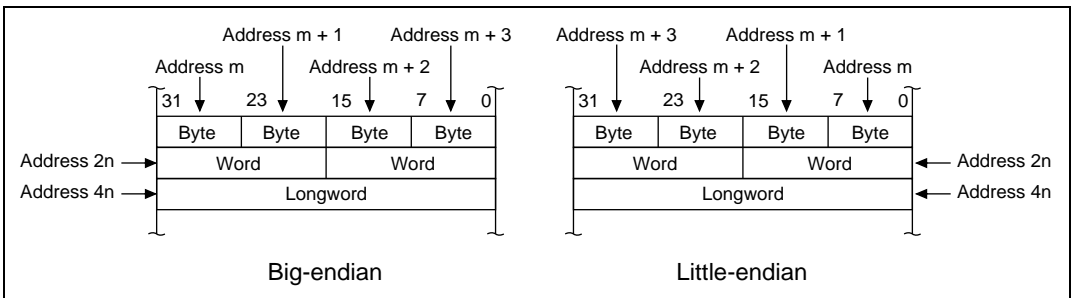 Address m + 1 Address m + 3 Address m + 3 Address m + 1
Address m Address m + 2 Address m + 2 Address m
31 23 15 7 0 31 23 15 7 0
Byte Byte Byte Byte Byte Byte Byte Byte
Address 2n Word Word Word Word Address 2n
Address 4n Longword Longword Address 4n
Big-endian Little-endian